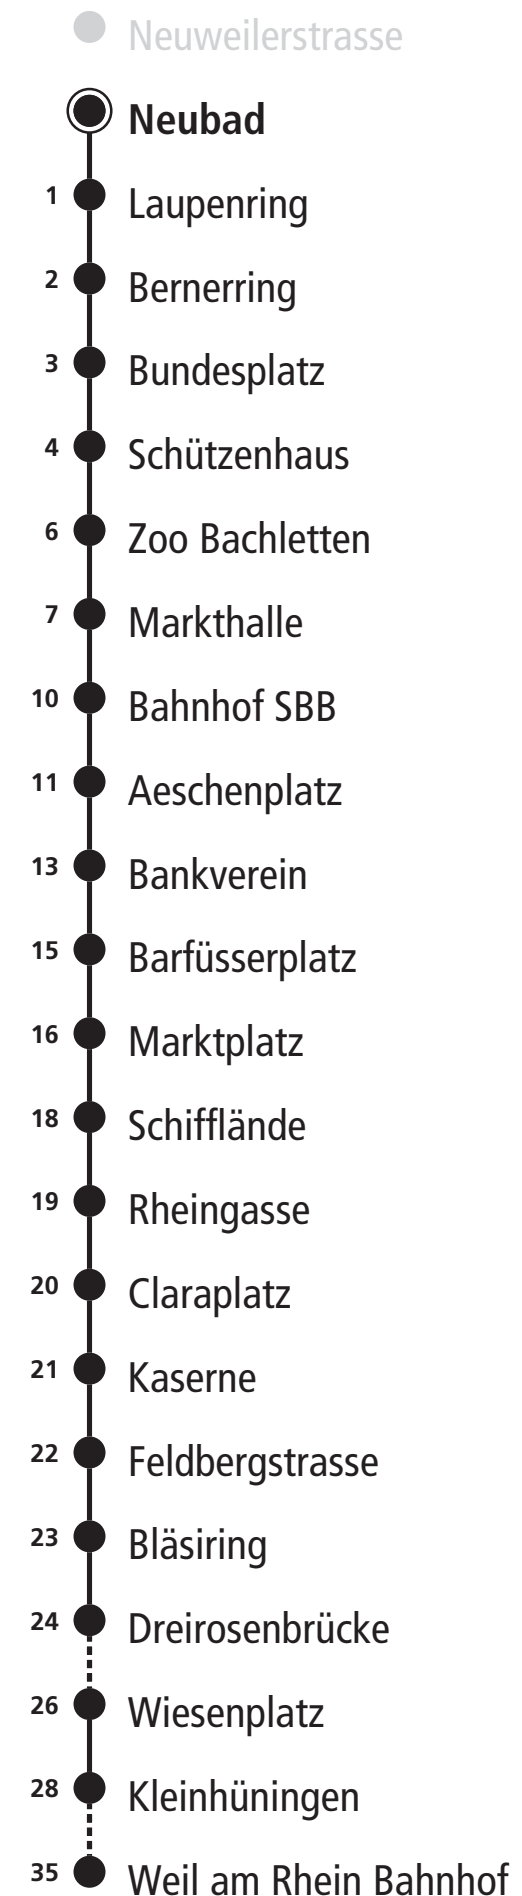 Neuweilerstrasse
Neubad
1 Laupenring
2 Bernerring
3 Bundesplatz
4 Schützenhaus
6 Zoo Bachletten
7 Markthalle
10 Bahnhof SBB
11 Aeschenplatz
13 Bankverein
15 Barfüsserplatz
16 Marktplatz
18 Schifflände
19 Rheingasse
20 Claraplatz
21 Kaserne
22 Feldbergstrasse
23 Bläsiring
24 Dreirosenbrücke
26 Wiesenplatz
28 Kleinhüningen
35 Weil am Rhein Bahnhof